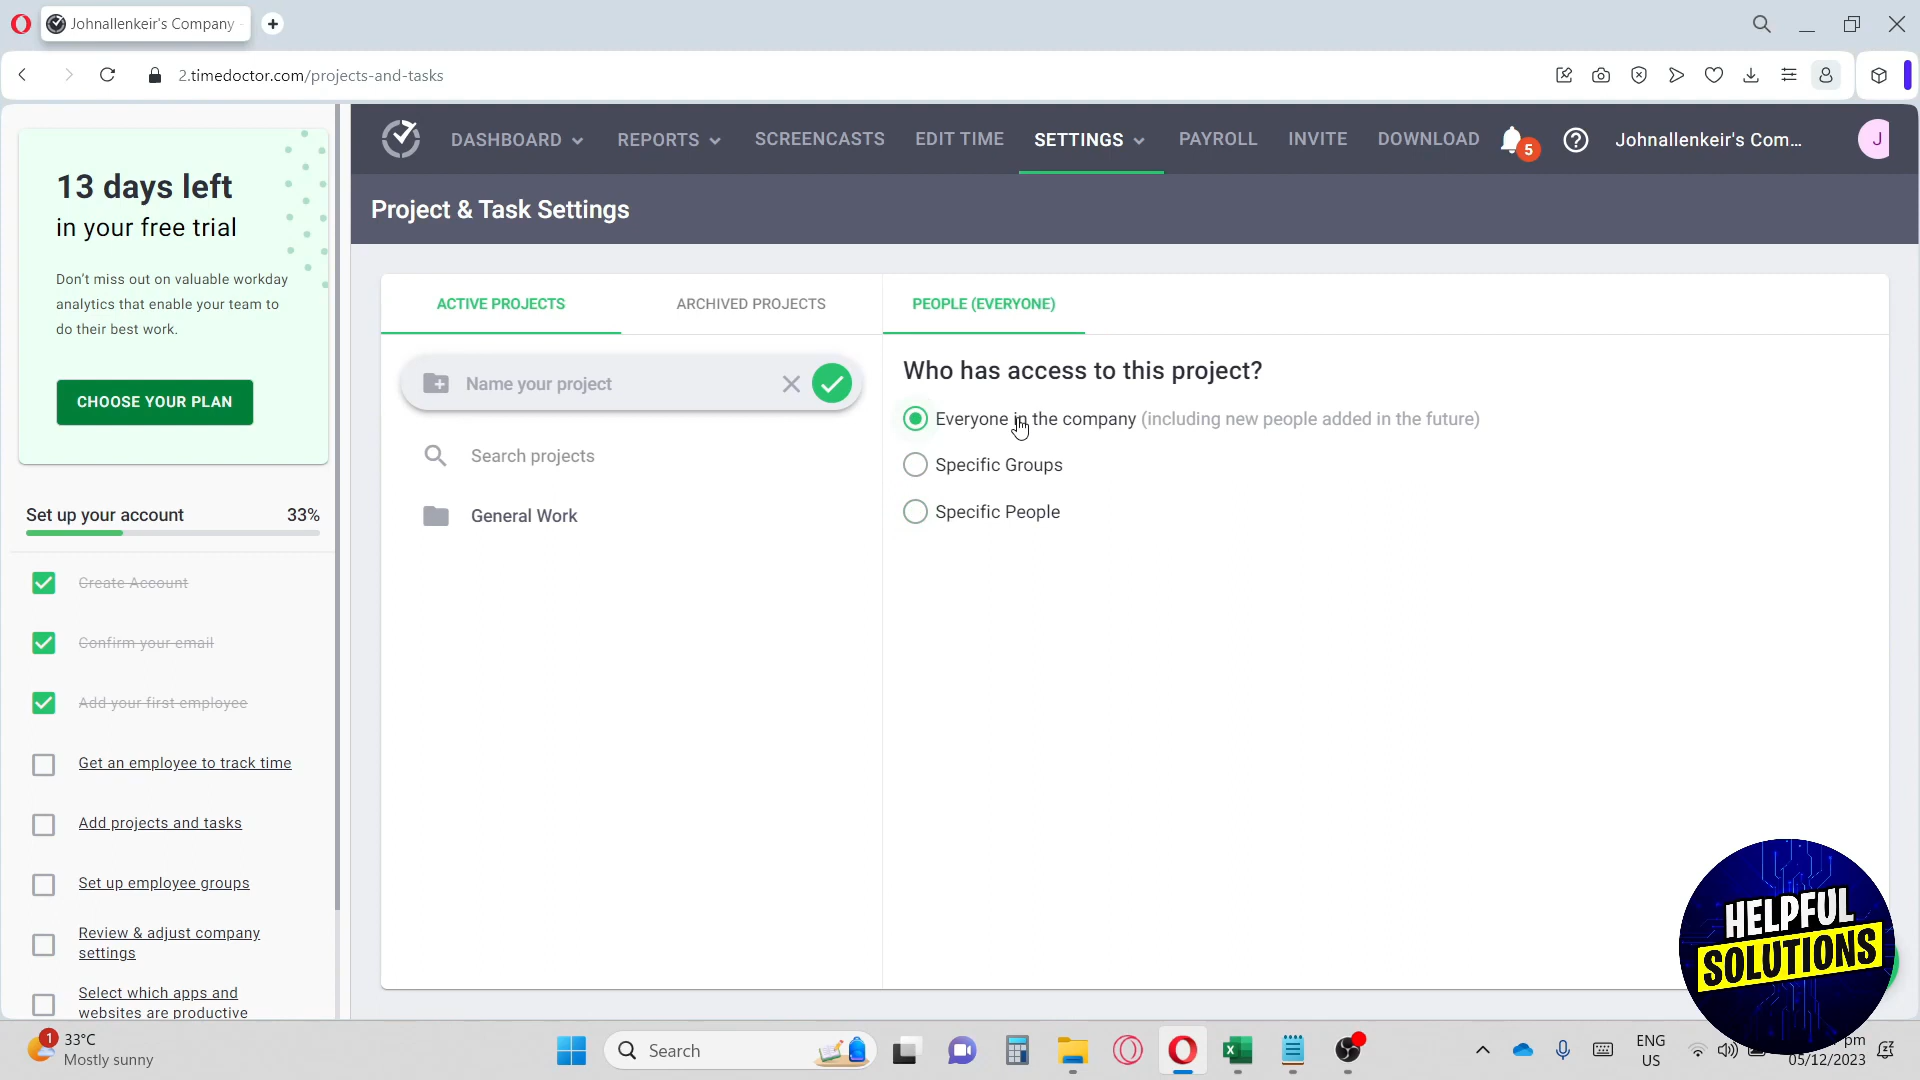 Johnallenkeir's Company
2.timedoctor.com/projects-and-tasks
DASHBOARD
REPORTS
SCREENCASTS
EDIT TIME
SETTINGS
PAYROLL
INVITE
DOWNLOAD
5
Johnallenkeir's Com...
J
Project & Task Settings
13 days left
in your free trial
Don't miss out on valuable workday
analytics that enable your team to
do their best work.
CHOOSE YOUR PLAN
Set up your account 33%
Create Account
Confirm your email
Add your first employee
Get an employee to track time
Add projects and tasks
Set up employee groups
Review & adjust company
settings
Select which apps and
websites are productive
ACTIVE PROJECTS
ARCHIVED PROJECTS
Name your project
Search projects
General Work
PEOPLE (EVERYONE)
Who has access to this project?
Everyone in the company (including new people added in the future)
Specific Groups
Specific People
HELPFUL
SOLUTIONS
1
33°C
Mostly sunny
Search
ENG
US
pm
05/12/2023